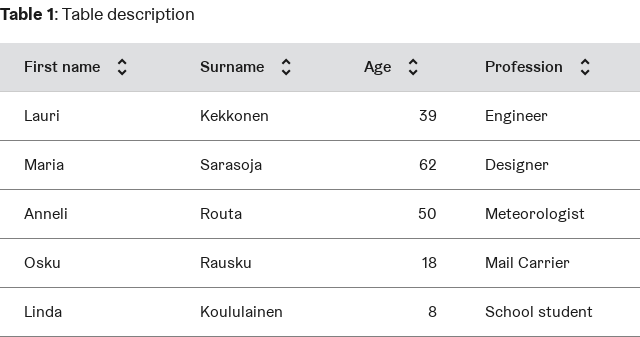 Table 1: Table description
First name Surname Age Profession
Lauri Kekkonen 39 Engineer
Maria Sarasoja 62 Designer
Anneli Routa 50 Meteorologist
Osku Rausku 18 Mail Carrier
Linda Koululainen 8 School student